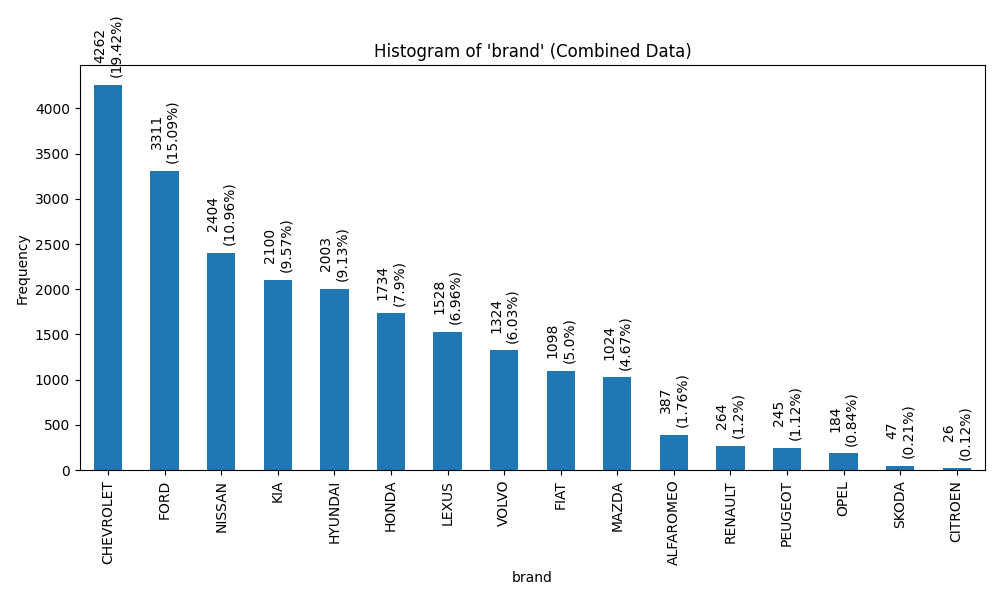 Histogram of 'brand' (Combined Data)
Frequency
4000
3500
3000
2500
2000
1500
1000
500
0
4262
(19.42%)
3311
(15.09%)
2404
(10.96%)
2100
(9.57%)
2003
(9.13%)
1734
(7.9%)
1528
(6.96%)
1324
(6.03%)
1098
(5.0%)
1024
(4.67%)
387
(1.76%)
264
(1.2%)
245
(1.12%)
184
(0.84%)
47
(0.21%)
26
(0.12%)
CHEVROLET
FORD
NISSAN
KIA
HYUNDAI
HONDA
LEXUS
VOLVO
FIAT
MAZDA
ALFAROMEO
RENAULT
PEUGEOT
OPEL
SKODA
CITROEN
brand